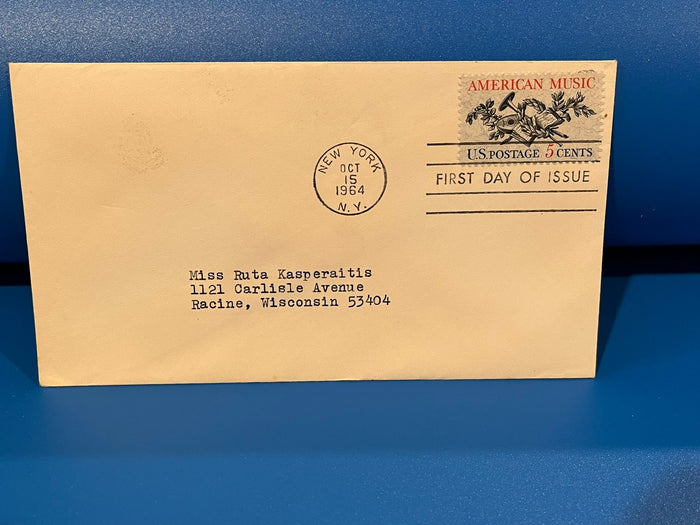 AMERICAN MUSIC
U.S. POSTAGE 5 CENTS
NEW YORK
OCT
15
1964
N.Y.
FIRST DAY OF ISSUE
Miss Ruta Kasperaitis
1121 Carlisle Avenue
Racine, Wisconsin 53404